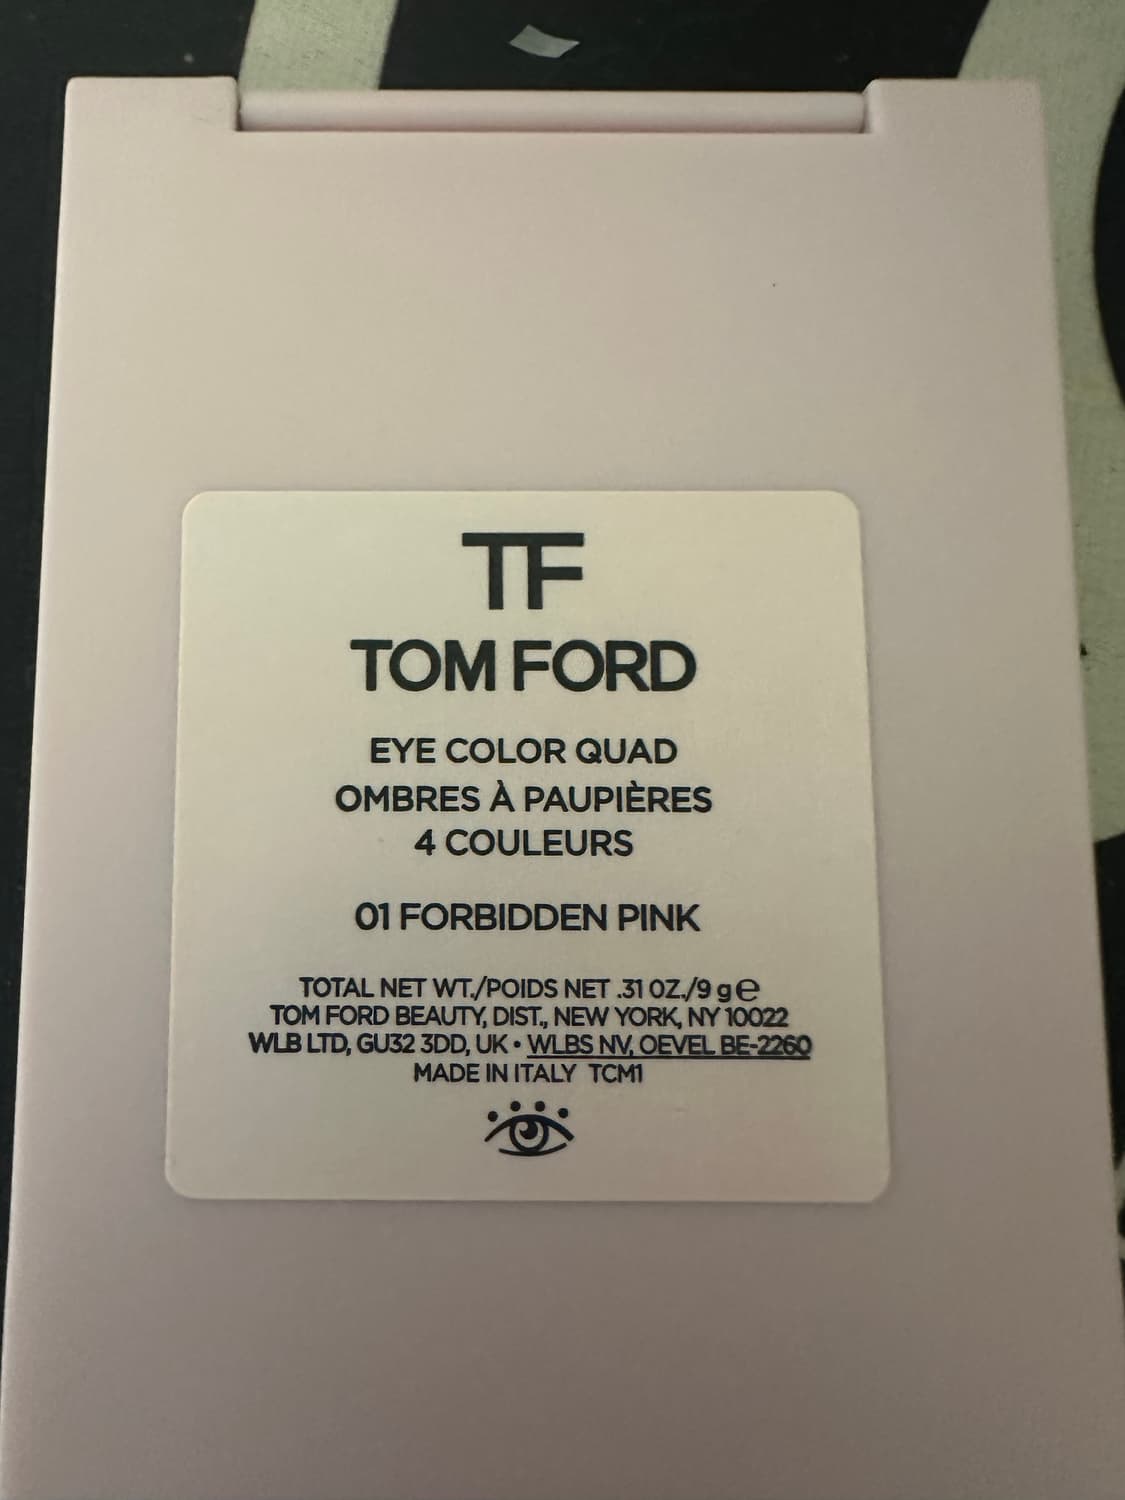 TF
TOM FORD
EYE COLOR QUAD
OMBRES À PAUPIÈRES
4 COULEURS
01 FORBIDDEN PINK
TOTAL NET WT./POIDS NET .31 OZ./9 g ℮
TOM FORD BEAUTY, DIST., NEW YORK, NY 10022
WLB LTD, GU32 3DD, UK • WLBS NV, OEVEL BE-2260
MADE IN ITALY TCM1